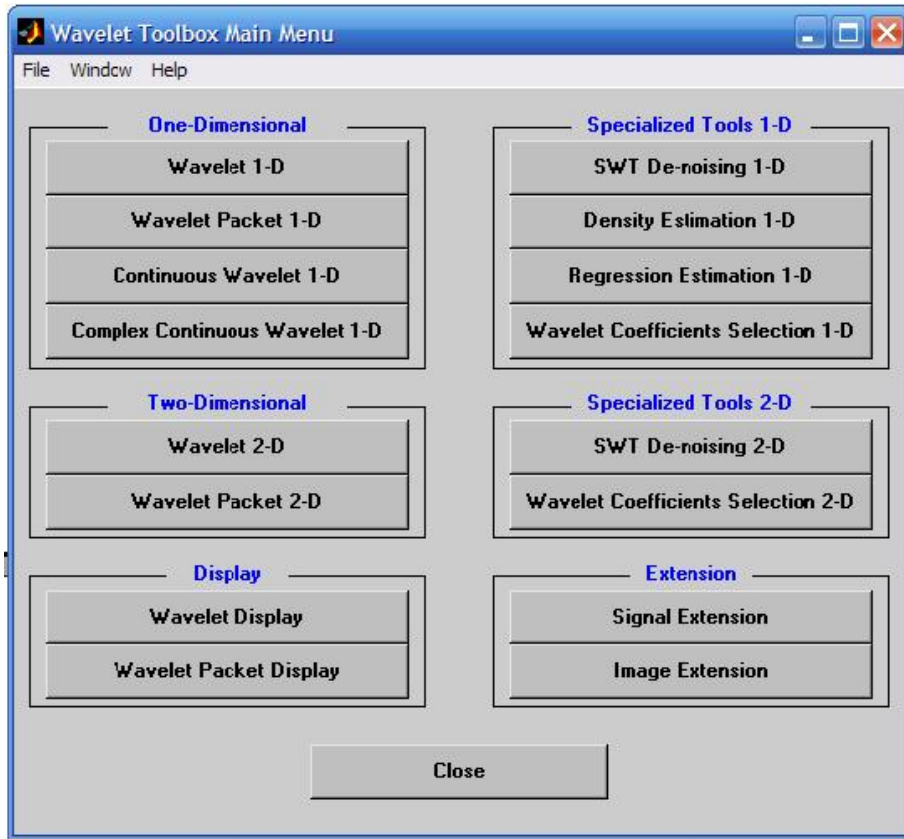 Wavelet Toolbox Main Menu
File Window Help
One-Dimensional
Wavelet 1-D
Wavelet Packet 1-D
Continuous Wavelet 1-D
Complex Continuous Wavelet 1-D
Specialized Tools 1-D
SWT De-noising 1-D
Density Estimation 1-D
Regression Estimation 1-D
Wavelet Coefficients Selection 1-D
Two-Dimensional
Wavelet 2-D
Wavelet Packet 2-D
Specialized Tools 2-D
SWT De-noising 2-D
Wavelet Coefficients Selection 2-D
Display
Wavelet Display
Wavelet Packet Display
Extension
Signal Extension
Image Extension
Close